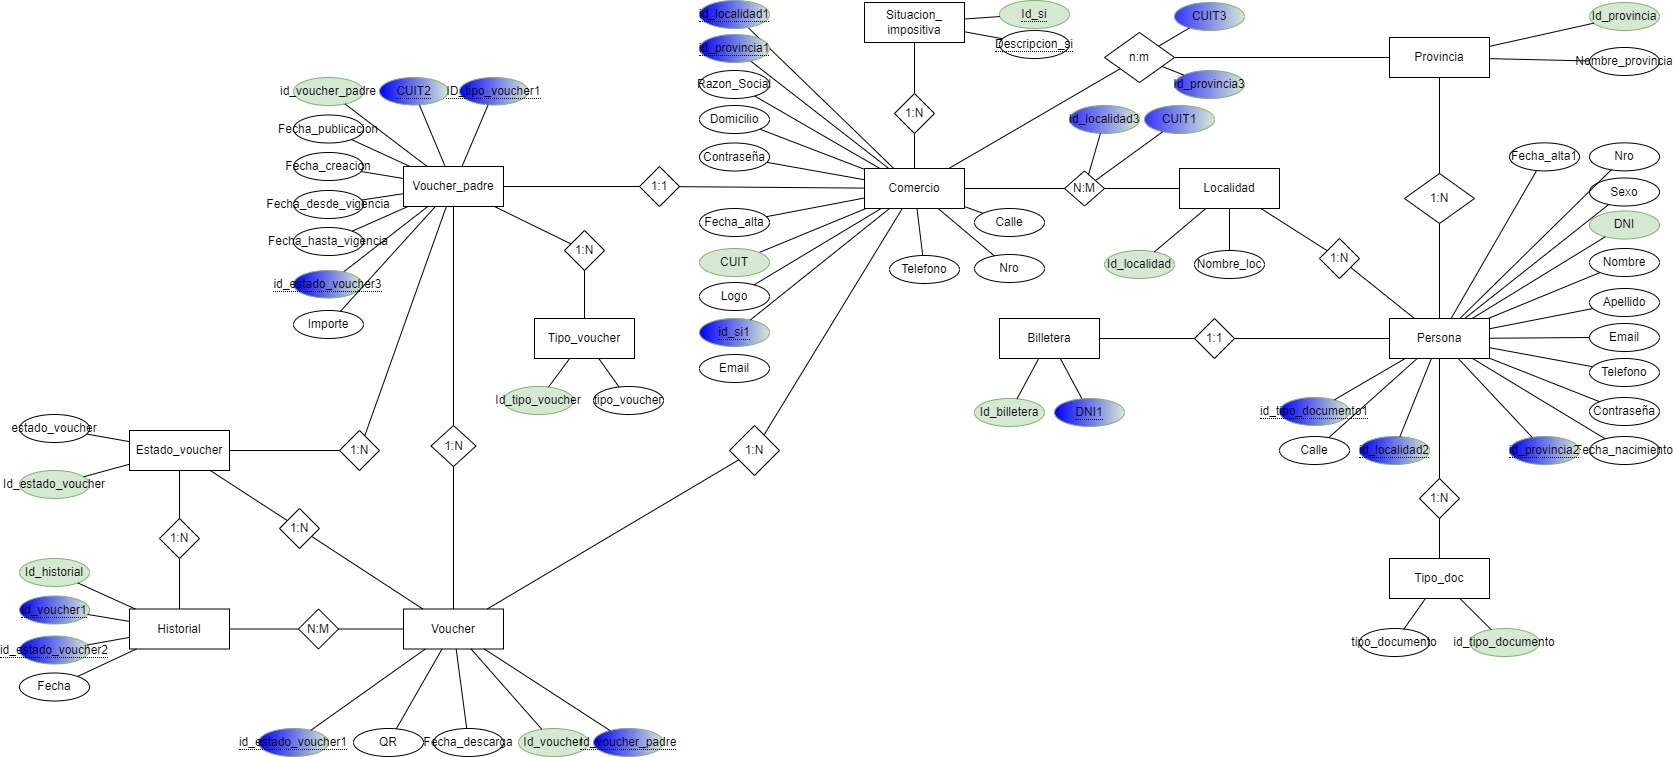 id_localidad1
id_provincia1
Razon_Social
Domicilio
Contraseña
Fecha_alta
CUIT
Logo
id_si1
Email
Situacion_
impositiva
Id_si
Descripcion_si
1:N
CUIT3
n:m
id_provincia3
Id_provincia
Nombre_provincia
Provincia
id_voucher_padre
CUIT2
ID_tipo_voucher1
Fecha_publicacion
Fecha_creacion
Fecha_desde_vigencia
Fecha_hasta_vigencia
id_estado_voucher3
Importe
Voucher_padre
1:1
Comercio
id_localidad3
CUIT1
N:M
Localidad
Id_localidad
Nombre_loc
1:N
Calle
Nro
Telefono
1:N
Fecha_alta1
Nro
Sexo
DNI
Nombre
Apellido
Email
Telefono
Contraseña
Fecha_nacimiento
Persona
1:1
Billetera
Id_billetera
DNI1
id_tipo_documento1
Calle
id_localidad2
id_provincia2
1:N
Tipo_doc
tipo_documento
id_tipo_documento
1:N
Tipo_voucher
Id_tipo_voucher
tipo_voucher
1:N
1:N
1:N
estado_voucher
Id_estado_voucher
Estado_voucher
1:N
1:N
Id_historial
id_voucher1
id_estado_voucher2
Fecha
Historial
N:M
Voucher
id_estado_voucher1
QR
Fecha_descarga
Id_voucher
id_voucher_padre